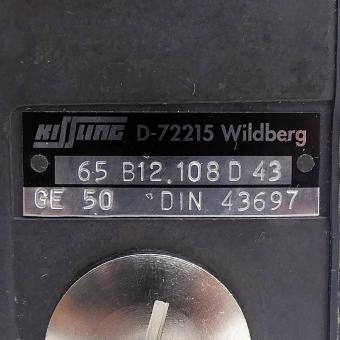 KISSLING D-72215 Wildberg
65 B12.108 D 43
GE 50 DIN 43697